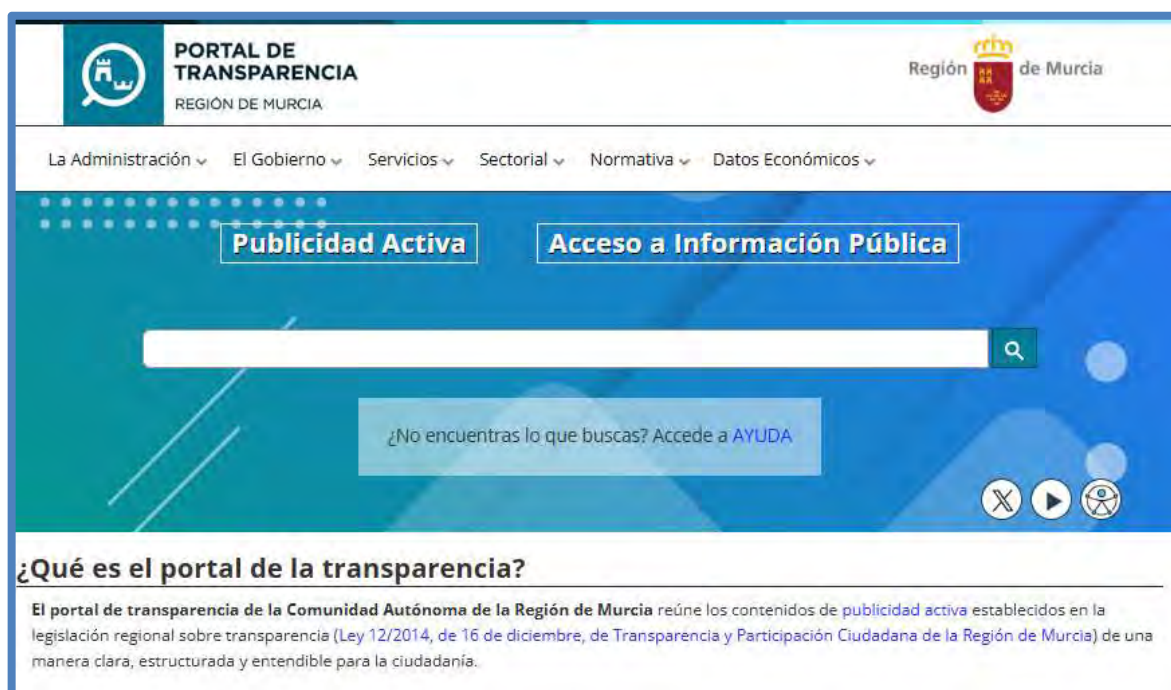 PORTAL DE
TRANSPARENCIA
REGIÓN DE MURCIA
Región de Murcia
La Administración El Gobierno Servicios Sectorial Normativa Datos Económicos
Publicidad Activa Acceso a Información Pública
¿No encuentras lo que buscas? Accede a AYUDA
¿Qué es el portal de la transparencia?
El portal de transparencia de la Comunidad Autónoma de la Región de Murcia reúne los contenidos de publicidad activa establecidos en la
legislación regional sobre transparencia (Ley 12/2014, de 16 de diciembre, de Transparencia y Participación Ciudadana de la Región de Murcia) de una
manera clara, estructurada y entendible para la ciudadanía.